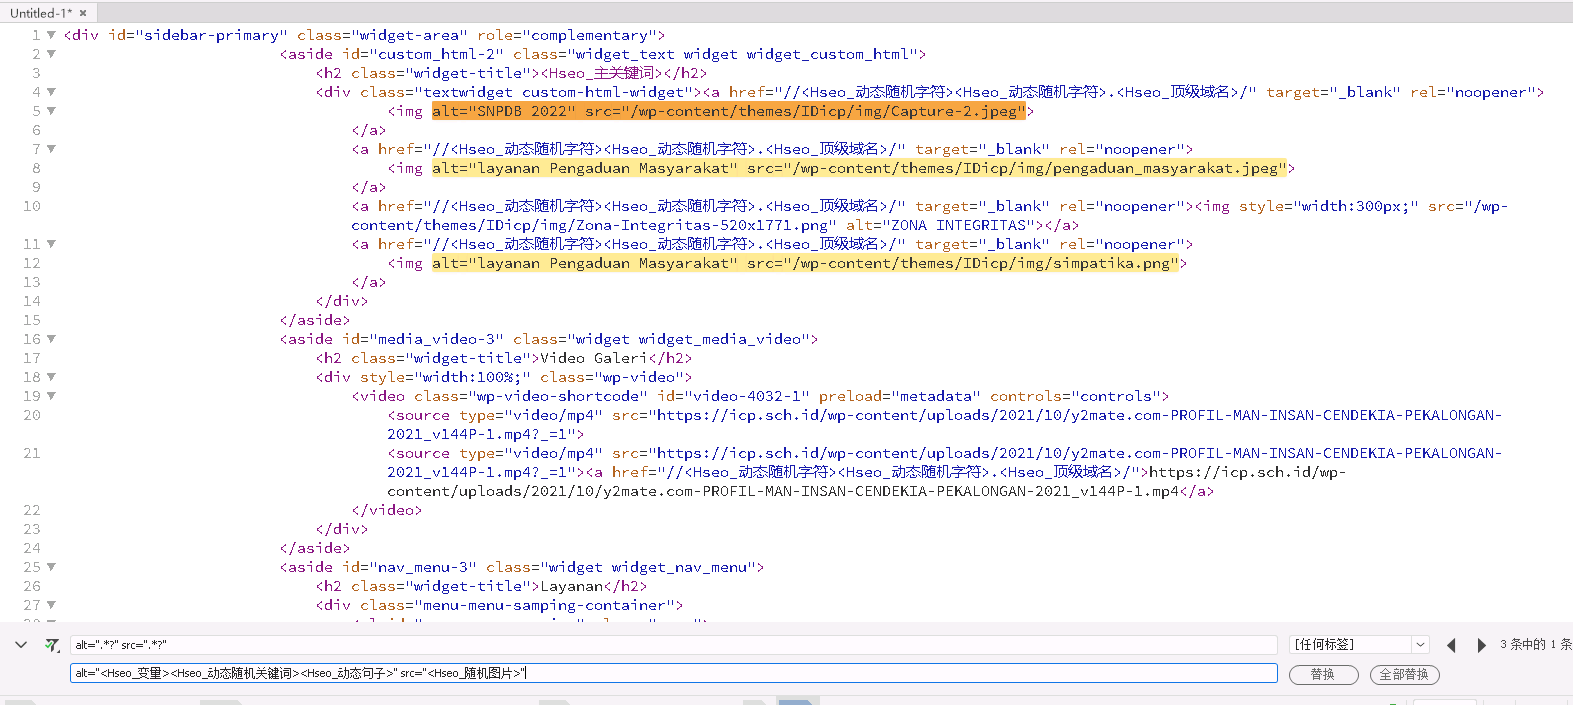 Untitled-1* ×
1 <div id="sidebar-primary" class="widget-area" role="complementary">
2 <aside id="custom_html-2" class="widget_text widget widget_custom_html">
3 <h2 class="widget-title"><Hseo_主关键词></h2>
4 <div class="textwidget custom-html-widget"><a href="//<Hseo_动态随机字符><Hseo_动态随机字符>.<Hseo_顶级域名>/" target="_blank" rel="noopener">
5 <img alt="SNPDB 2022" src="/wp-content/themes/IDicp/img/Capture-2.jpeg">
6 </a>
7 <a href="//<Hseo_动态随机字符><Hseo_动态随机字符>.<Hseo_顶级域名>/" target="_blank" rel="noopener">
8 <img alt="layanan Pengaduan Masyarakat" src="/wp-content/themes/IDicp/img/pengaduan_masyarakat.jpeg">
9 </a>
10 <a href="//<Hseo_动态随机字符><Hseo_动态随机字符>.<Hseo_顶级域名>/" target="_blank" rel="noopener"><img style="width:300px;" src="/wp-
content/themes/IDicp/img/Zona-Integritas-520x1771.png" alt="ZONA INTEGRITAS"></a>
11 <a href="//<Hseo_动态随机字符><Hseo_动态随机字符>.<Hseo_顶级域名>/" target="_blank" rel="noopener">
12 <img alt="layanan Pengaduan Masyarakat" src="/wp-content/themes/IDicp/img/simpatika.png">
13 </a>
14 </div>
15 </aside>
16 <aside id="media_video-3" class="widget widget_media_video">
17 <h2 class="widget-title">Video Galeri</h2>
18 <div style="width:100%;" class="wp-video">
19 <video class="wp-video-shortcode" id="video-4032-1" preload="metadata" controls="controls">
20 <source type="video/mp4" src="https://icp.sch.id/wp-content/uploads/2021/10/y2mate.com-PROFIL-MAN-INSAN-CENDEKIA-PEKALONGAN-
2021_v144P-1.mp4?_=1">
21 <source type="video/mp4" src="https://icp.sch.id/wp-content/uploads/2021/10/y2mate.com-PROFIL-MAN-INSAN-CENDEKIA-PEKALONGAN-
2021_v144P-1.mp4?_=1"><a href="//<Hseo_动态随机字符><Hseo_动态随机字符>.<Hseo_顶级域名>/">https://icp.sch.id/wp-
content/uploads/2021/10/y2mate.com-PROFIL-MAN-INSAN-CENDEKIA-PEKALONGAN-2021_v144P-1.mp4</a>
22 </video>
23 </div>
24 </aside>
25 <aside id="nav_menu-3" class="widget widget_nav_menu">
26 <h2 class="widget-title">Layanan</h2>
27 <div class="menu-menu-samping-container">
alt=".*?" src=".*?" [任何标签] 3 条中的 1 条
alt="<Hseo_变量><Hseo_动态随机关键词><Hseo_动态句子>" src="<Hseo_随机图片>" 替换 全部替换